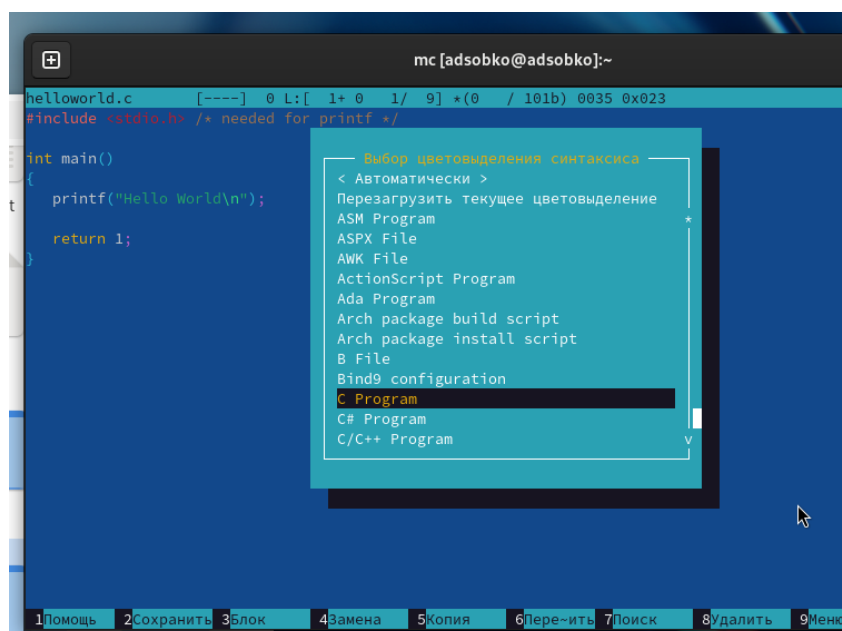 mc [adsobko@adsobko]:~
helloworld.c [----] 0 L:[ 1+ 0 1/ 9] *(0 / 101b) 0035 0x023
#include <stdio.h> /* needed for printf */
int main()
{
printf("Hello World\n");
return 1;
}
Выбор цветовыделения синтаксиса
< Автоматически >
Перезагрузить текущее цветовыделение
ASM Program
ASPX File
AWK File
ActionScript Program
Ada Program
Arch package build script
Arch package install script
B File
Bind9 configuration
C Program
C# Program
C/C++ Program
t
1Помощь 2Сохранить 3Блок 4Замена 5Копия 6Пере~ить 7Поиск 8Удалить 9Меню